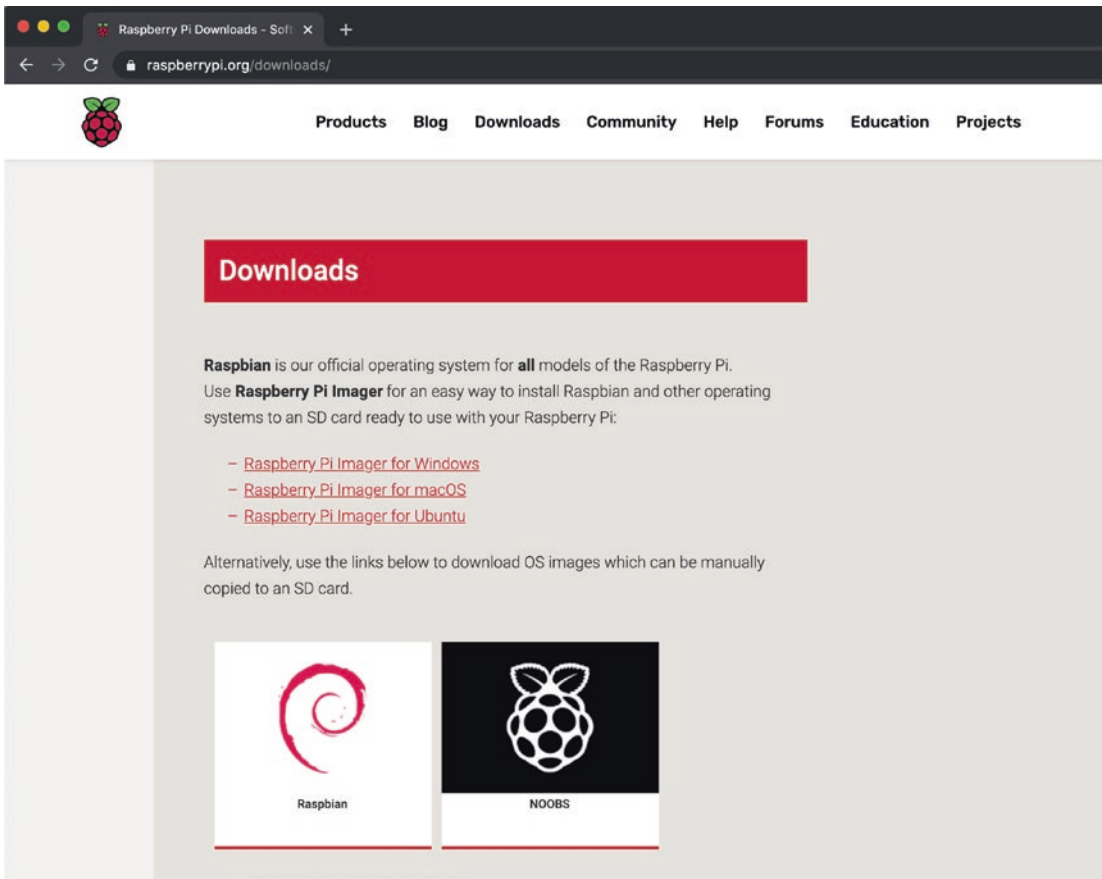 Raspberry Pi Downloads - Soft
raspberrypi.org/downloads/
Products Blog Downloads Community Help Forums Education Projects
Downloads
Raspbian is our official operating system for all models of the Raspberry Pi.
Use Raspberry Pi Imager for an easy way to install Raspbian and other operating
systems to an SD card ready to use with your Raspberry Pi:
– Raspberry Pi Imager for Windows
– Raspberry Pi Imager for macOS
– Raspberry Pi Imager for Ubuntu
Alternatively, use the links below to download OS images which can be manually
copied to an SD card.
Raspbian NOOBS